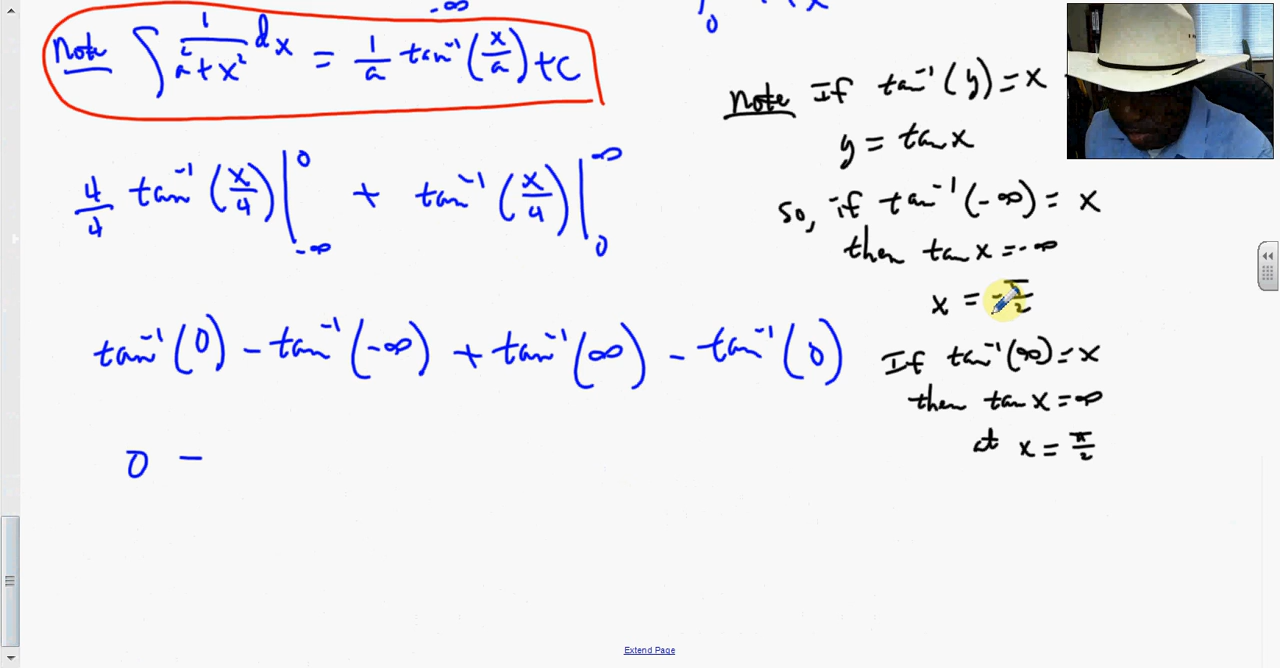 -∞
0
Note ∫ 1/(a² + x²) dx = 1/a tan⁻¹(x/a) + C
4/4 tan⁻¹(x/4) |⁰₋∞ + tan⁻¹(x/4) |^∞₀
tan⁻¹(0) - tan⁻¹(-∞) + tan⁻¹(∞) - tan⁻¹(0)
0 -
Note If tan⁻¹(y) = x
y = tan x
So, if tan⁻¹(-∞) = x
then tan x = -∞
x = -π/2
If tan⁻¹(∞) = x
then tan x = ∞
at x = π/2
Extend Page